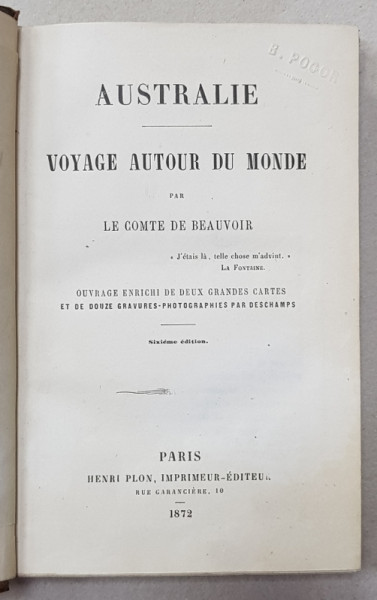 AUSTRALIE
VOYAGE AUTOUR DU MONDE
PAR
LE COMTE DE BEAUVOIR
« J'étais là, telle chose m'advint. »
LA FONTAINE.
OUVRAGE ENRICHI DE DEUX GRANDES CARTES
ET DE DOUZE GRAVURES-PHOTOGRAPHIES PAR DESCHAMPS
Sixième édition.
PARIS
HENRI PLON, IMPRIMEUR-ÉDITEUR
RUE GARANCIÈRE, 10
1872